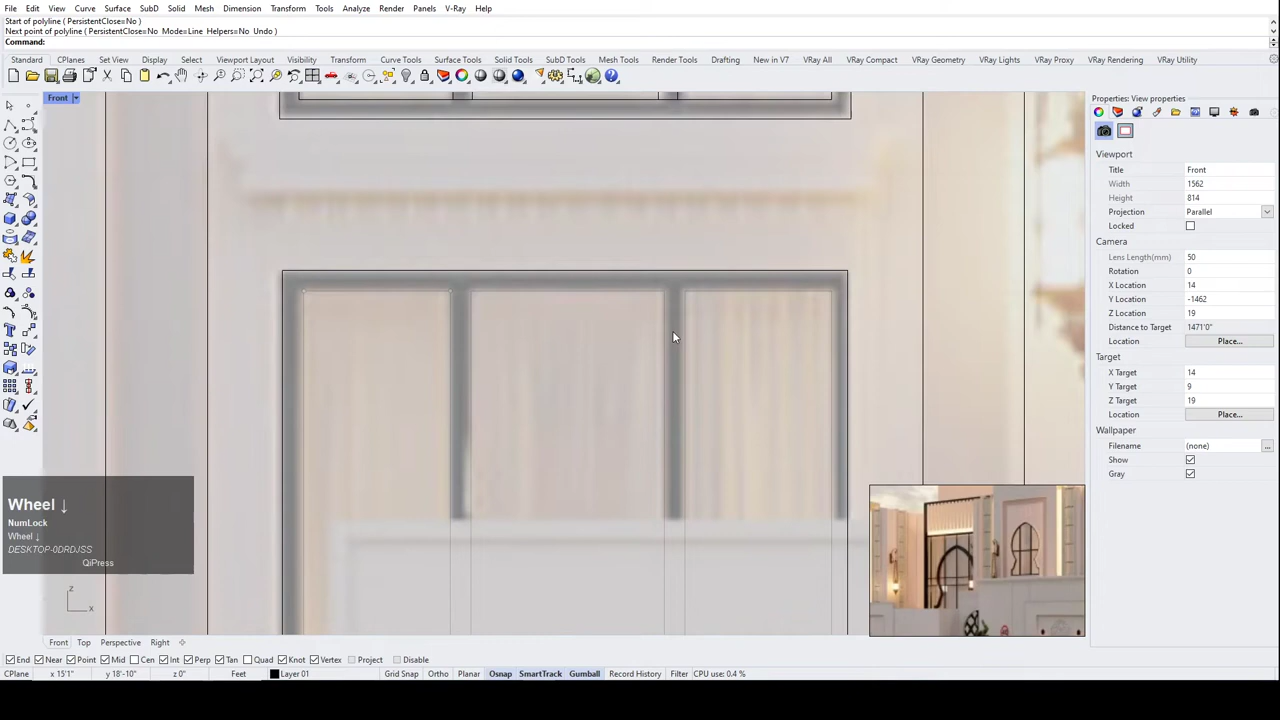 File Edit View Curve Surface SubD Solid Mesh Dimension Transform Tools Analyze Render Panels V-Ray Help
Start of polyline ( PersistentClose=No )
Next point of polyline ( PersistentClose=No Mode=Line Helpers=No Undo )
Command:
Standard CPlanes Set View Display Select Viewport Layout Visibility Transform Curve Tools Surface Tools Solid Tools SubD Tools Mesh Tools Render Tools Drafting New in V7 VRay All VRay Compact VRay Geometry VRay Lights VRay Proxy VRay Rendering VRay Utility
Front
Properties: View properties
Viewport
Title Front
Width 1562
Height 814
Projection Parallel
Locked
Camera
Lens Length(mm) 50
Rotation 0
X Location 14
Y Location -1462
Z Location 19
Distance to Target 1471'0"
Location Place...
Target
X Target 14
Y Target 9
Z Target 19
Location Place...
Wallpaper
Filename (none) ...
Show
Gray
Wheel ↓
NumLock
Wheel ↓
DESKTOP-0DRDJSS
QiPress
z
x
Front Top Perspective Right
End Near Point Mid Cen Int Perp Tan Quad Knot Vertex Project Disable
CPlane x 15'1" y 18'-10" z 0" Feet Layer 01 Grid Snap Ortho Planar Osnap SmartTrack Gumball Record History Filter CPU use: 0.4 %